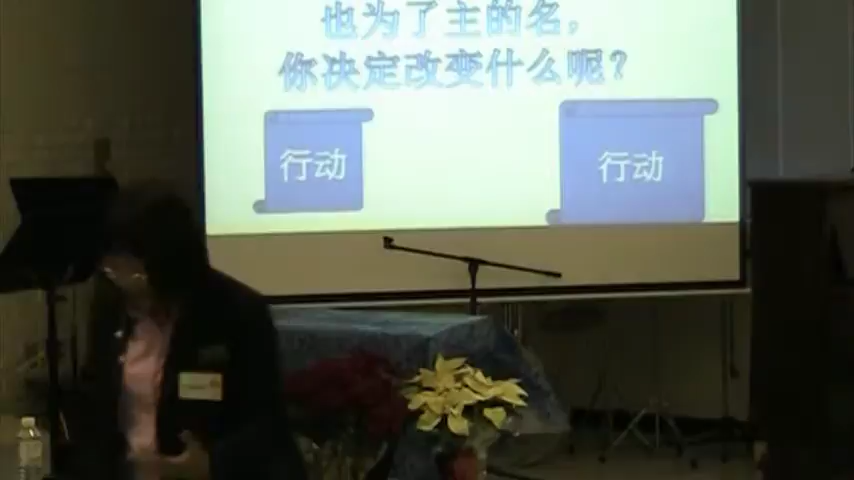 也为了主的名，
你决定改变什么呢？
行动
行动